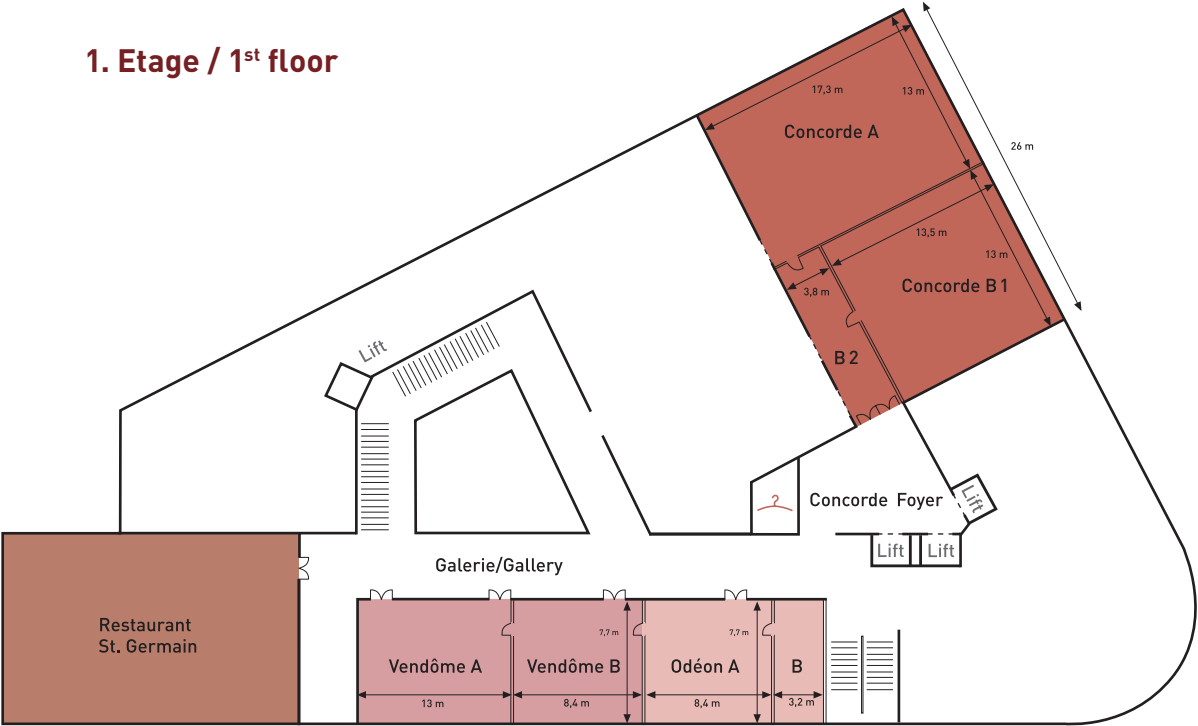 1. Etage / 1st floor
17,3 m
13 m
Concorde A
26 m
13,5 m
13 m
3,8 m
Concorde B 1
B 2
Lift
Concorde Foyer
Lift
Lift
Lift
Galerie/Gallery
Restaurant
St. Germain
7,7 m
7,7 m
Vendôme A
Vendôme B
Odéon A
B
13 m
8,4 m
8,4 m
3,2 m